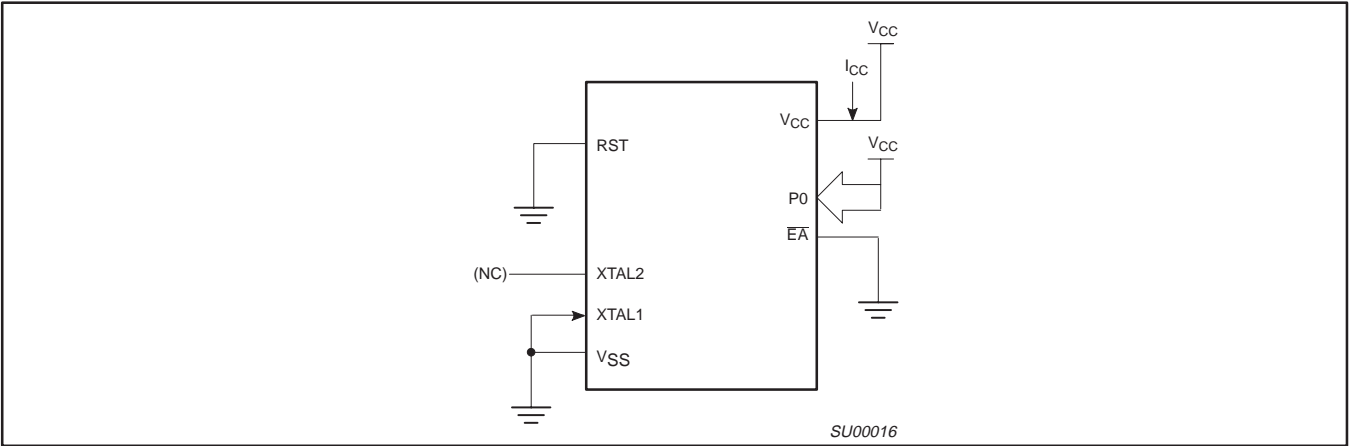 VCC
ICC
VCC
RST
VCC
P0
EA
(NC)
XTAL2
XTAL1
VSS
SU00016